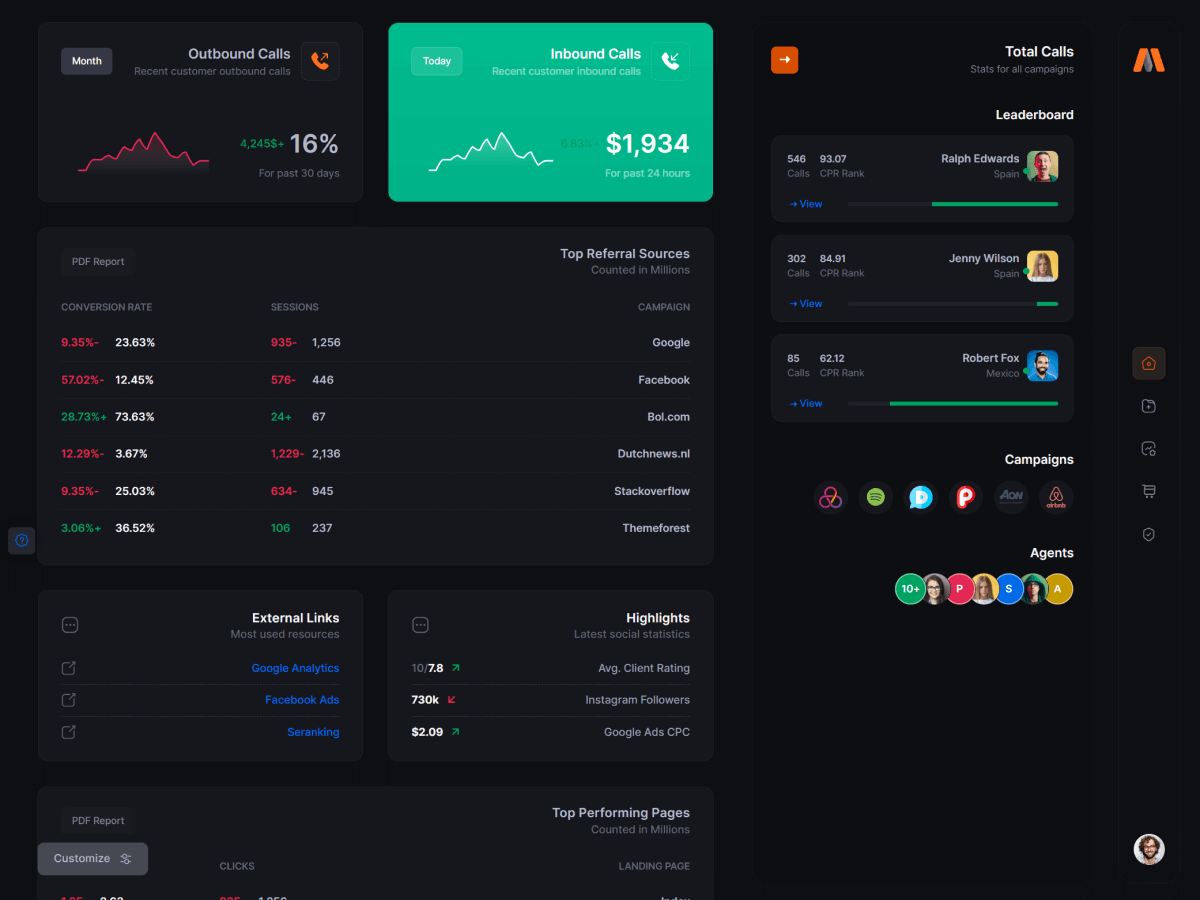 Outbound Calls
Recent customer outbound calls
Month
4,245$+ 16%
For past 30 days
Inbound Calls
Recent customer inbound calls
Today
6.83%+ $1,934
For past 24 hours
Top Referral Sources
Counted in Millions
PDF Report
CONVERSION RATE SESSIONS CAMPAIGN
9.35%- 23.63% 935- 1,256 Google
57.02%- 12.45% 576- 446 Facebook
28.73%+ 73.63% 24+ 67 Bol.com
12.29%- 3.67% 1,229- 2,136 Dutchnews.nl
9.35%- 25.03% 634- 945 Stackoverflow
3.06%+ 36.52% 106 237 Themeforest
External Links
Most used resources
Google Analytics
Facebook Ads
Seranking
Highlights
Latest social statistics
10/7.8 Avg. Client Rating
730k Instagram Followers
$2.09 Google Ads CPC
Top Performing Pages
Counted in Millions
PDF Report
Customize
CLICKS LANDING PAGE
Total Calls
Stats for all campaigns
Leaderboard
546 93.07 Ralph Edwards
Calls CPR Rank Spain
View
302 84.91 Jenny Wilson
Calls CPR Rank Spain
View
85 62.12 Robert Fox
Calls CPR Rank Mexico
View
Campaigns
AON
airbnb
Agents
10+ P S A